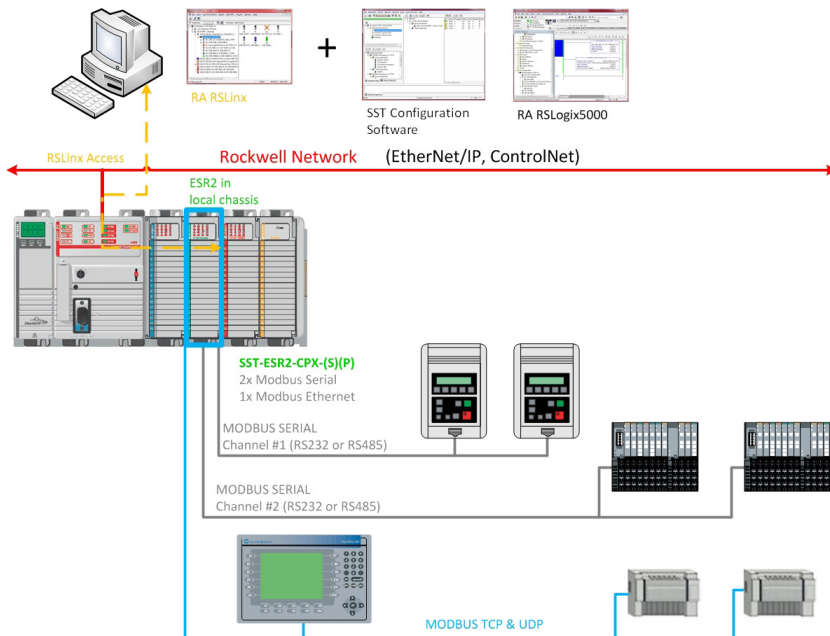 RA RSLinx
+
SST Configuration
Software
RA RSLogix5000
RSLinx Access
Rockwell Network (EtherNet/IP, ControlNet)
ESR2 in
local chassis
SST-ESR2-CPX-(S)(P)
2x Modbus Serial
1x Modbus Ethernet
MODBUS SERIAL
Channel #1 (RS232 or RS485)
MODBUS SERIAL
Channel #2 (RS232 or RS485)
MODBUS TCP & UDP